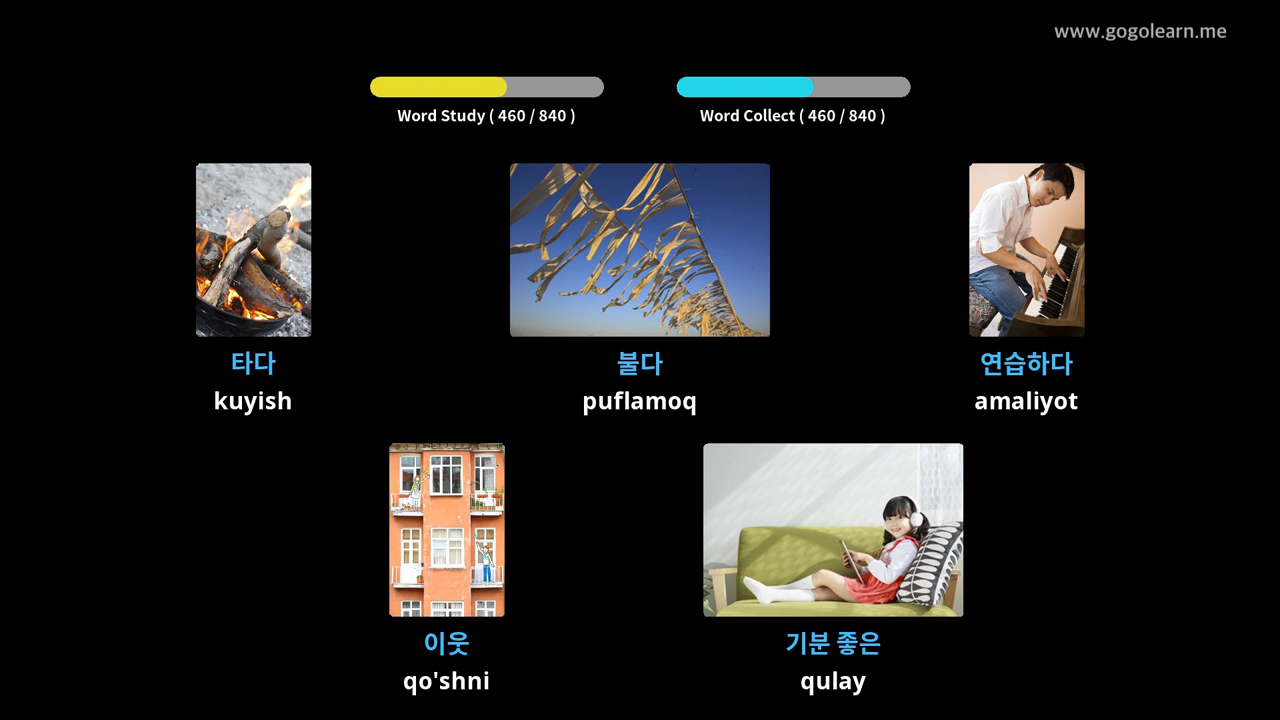 www.gogolearn.me
Word Study ( 460 / 840 )
Word Collect ( 460 / 840 )
타다
kuyish
불다
puflamoq
연습하다
amaliyot
이웃
qo'shni
기분 좋은
qulay